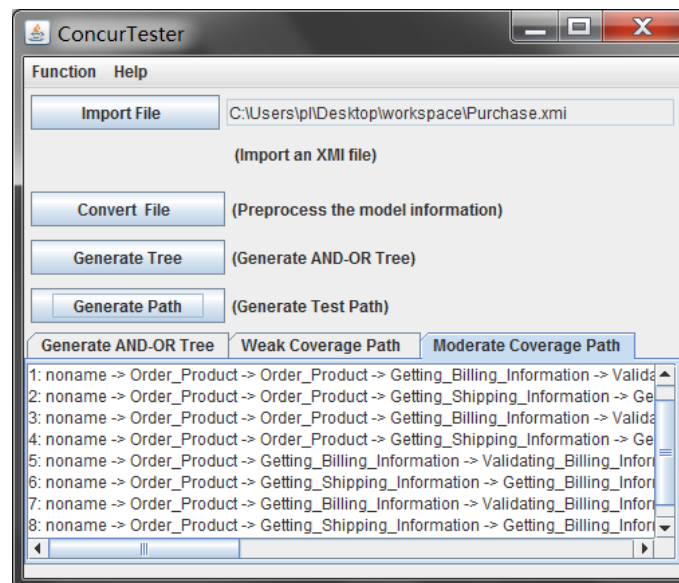 ConcurTester
Function Help
Import File C:\Users\pl\Desktop\workspace\Purchase.xmi
(Import an XMI file)
Convert File (Preprocess the model information)
Generate Tree (Generate AND-OR Tree)
Generate Path (Generate Test Path)
Generate AND-OR Tree Weak Coverage Path Moderate Coverage Path
1: noname -> Order_Product -> Order_Product -> Getting_Billing_Information -> Valida
2: noname -> Order_Product -> Order_Product -> Getting_Shipping_Information -> Ge
3: noname -> Order_Product -> Order_Product -> Getting_Billing_Information -> Valida
4: noname -> Order_Product -> Order_Product -> Getting_Shipping_Information -> Ge
5: noname -> Order_Product -> Getting_Billing_Information -> Validating_Billing_Inforr
6: noname -> Order_Product -> Getting_Shipping_Information -> Getting_Billing_Inforr
7: noname -> Order_Product -> Getting_Billing_Information -> Validating_Billing_Inforr
8: noname -> Order_Product -> Getting_Shipping_Information -> Getting_Billing_Inforr